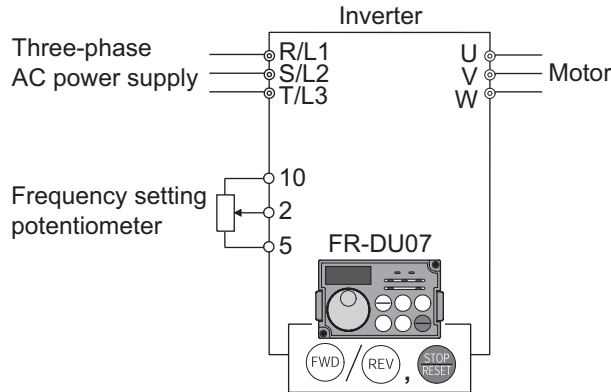 Inverter
Three-phase
AC power supply
R/L1
S/L2
T/L3
U
V
W
Motor
Frequency setting
potentiometer
10
2
5
FR-DU07
FWD / REV , STOP
RESET